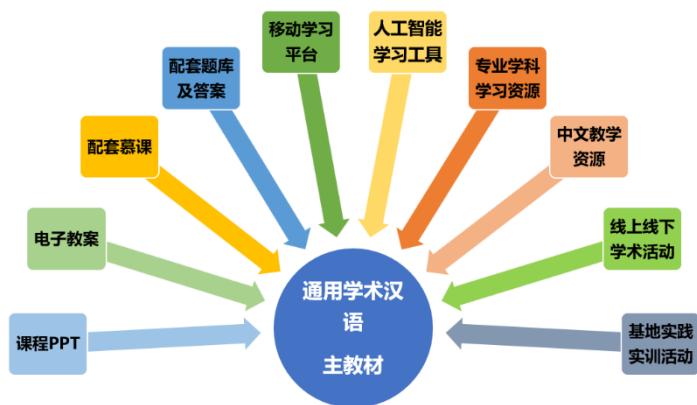 移动学习
平台
人工智能
学习工具
配套题库
及答案
专业学科
学习资源
配套慕课
中文教学
资源
电子教案
线上线下
学术活动
课程PPT
通用学术汉
语
主教材
基地实践
实训活动